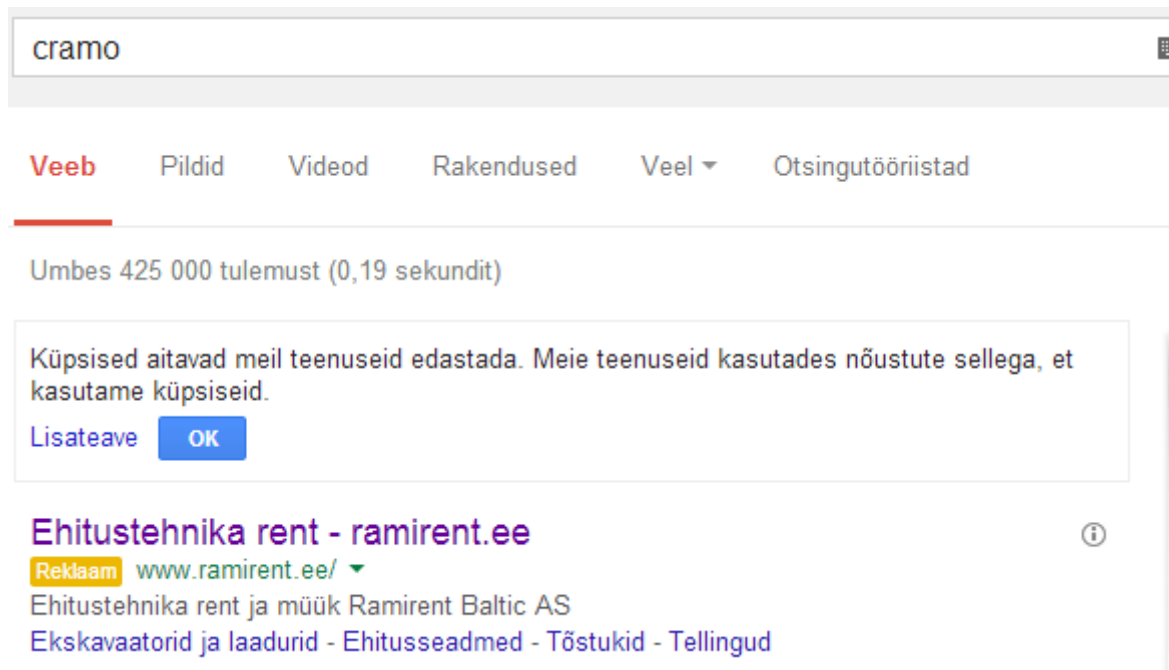 cramo
Veeb Pildid Videod Rakendused Veel Otsingutööriistad
Umbes 425 000 tulemust (0,19 sekundit)
Küpsised aitavad meil teenuseid edastada. Meie teenuseid kasutades nõustute sellega, et
kasutame küpsiseid.
Lisateave OK
Ehitustehnika rent - ramirent.ee
Reklaam www.ramirent.ee/
Ehitustehnika rent ja müük Ramirent Baltic AS
Ekskavaatorid ja laadurid - Ehitusseadmed - Tõstukid - Tellingud